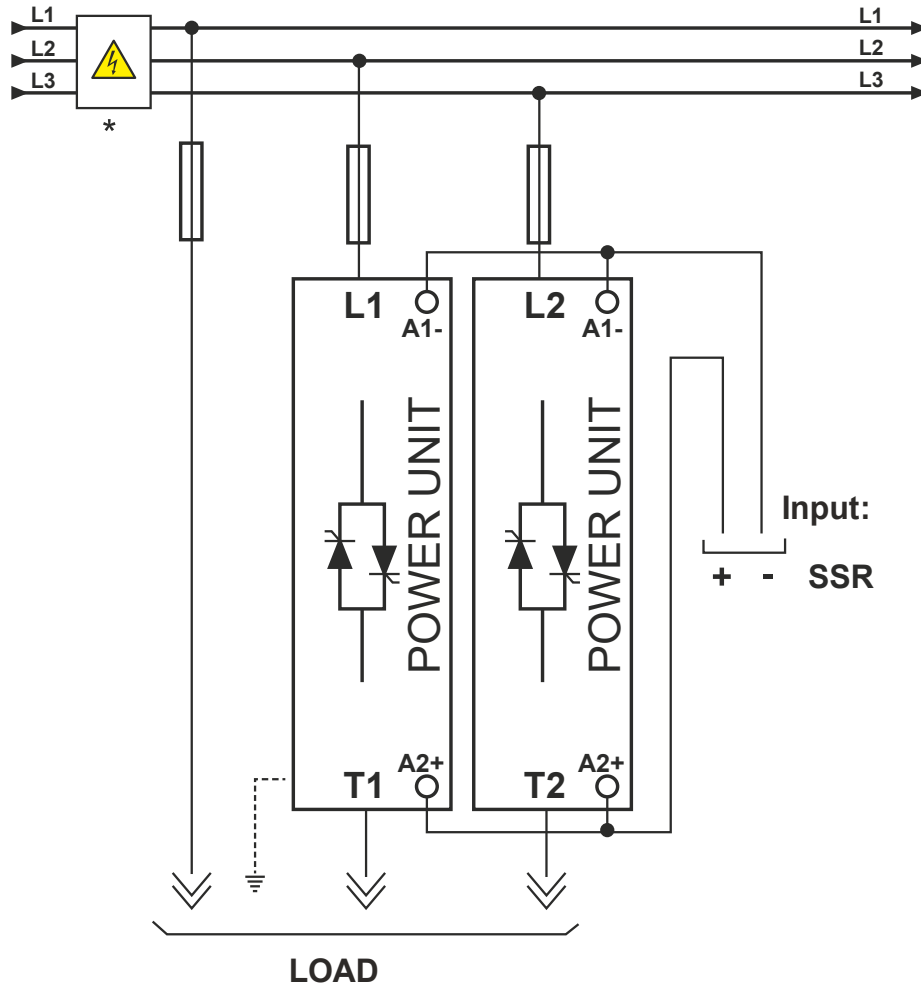 L1 L1
L2 L2
L3 L3
*
L1 L2
A1- A1-
POWER UNIT
POWER UNIT
Input:
+ - SSR
A2+ A2+
T1 T2
LOAD